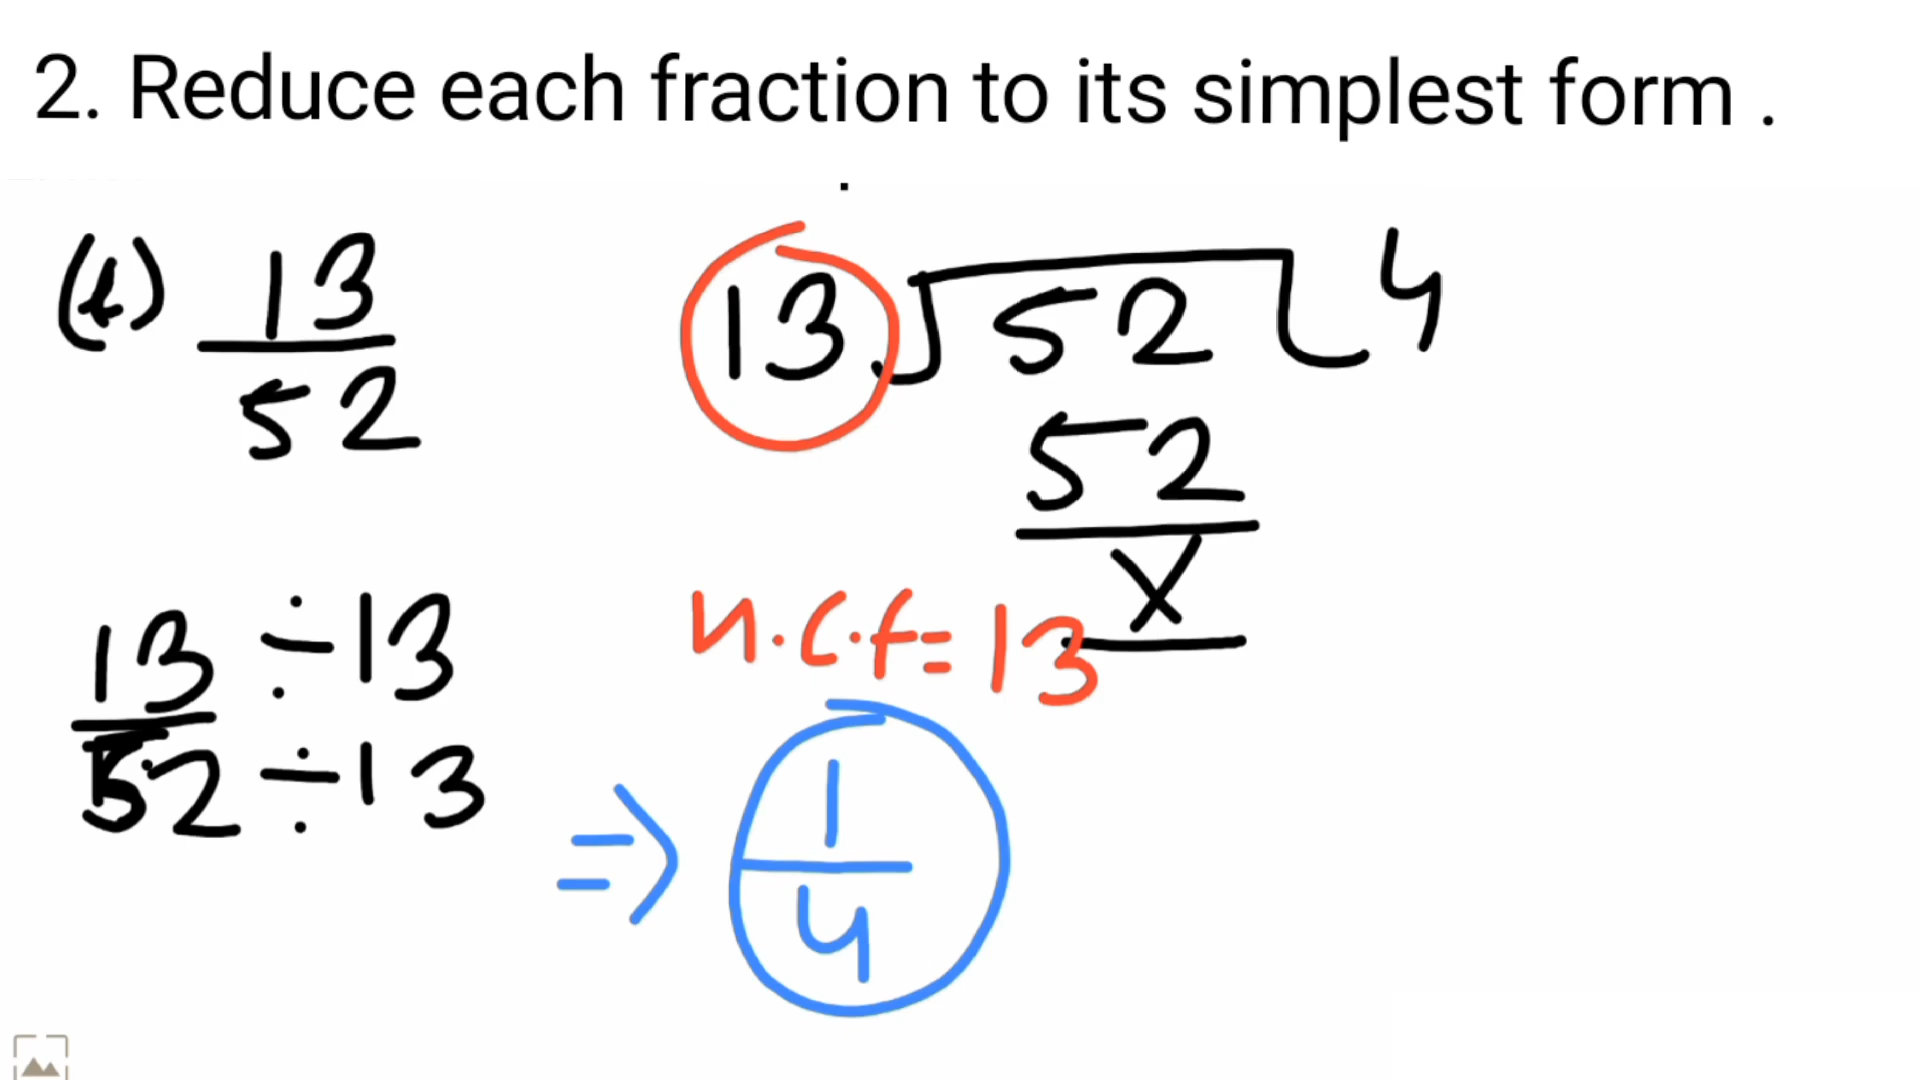 2. Reduce each fraction to its simplest form .
13
52
13 52 4
52
x
H.C.f = 13
13 ÷ 13
52 ÷ 13
=> 1
4